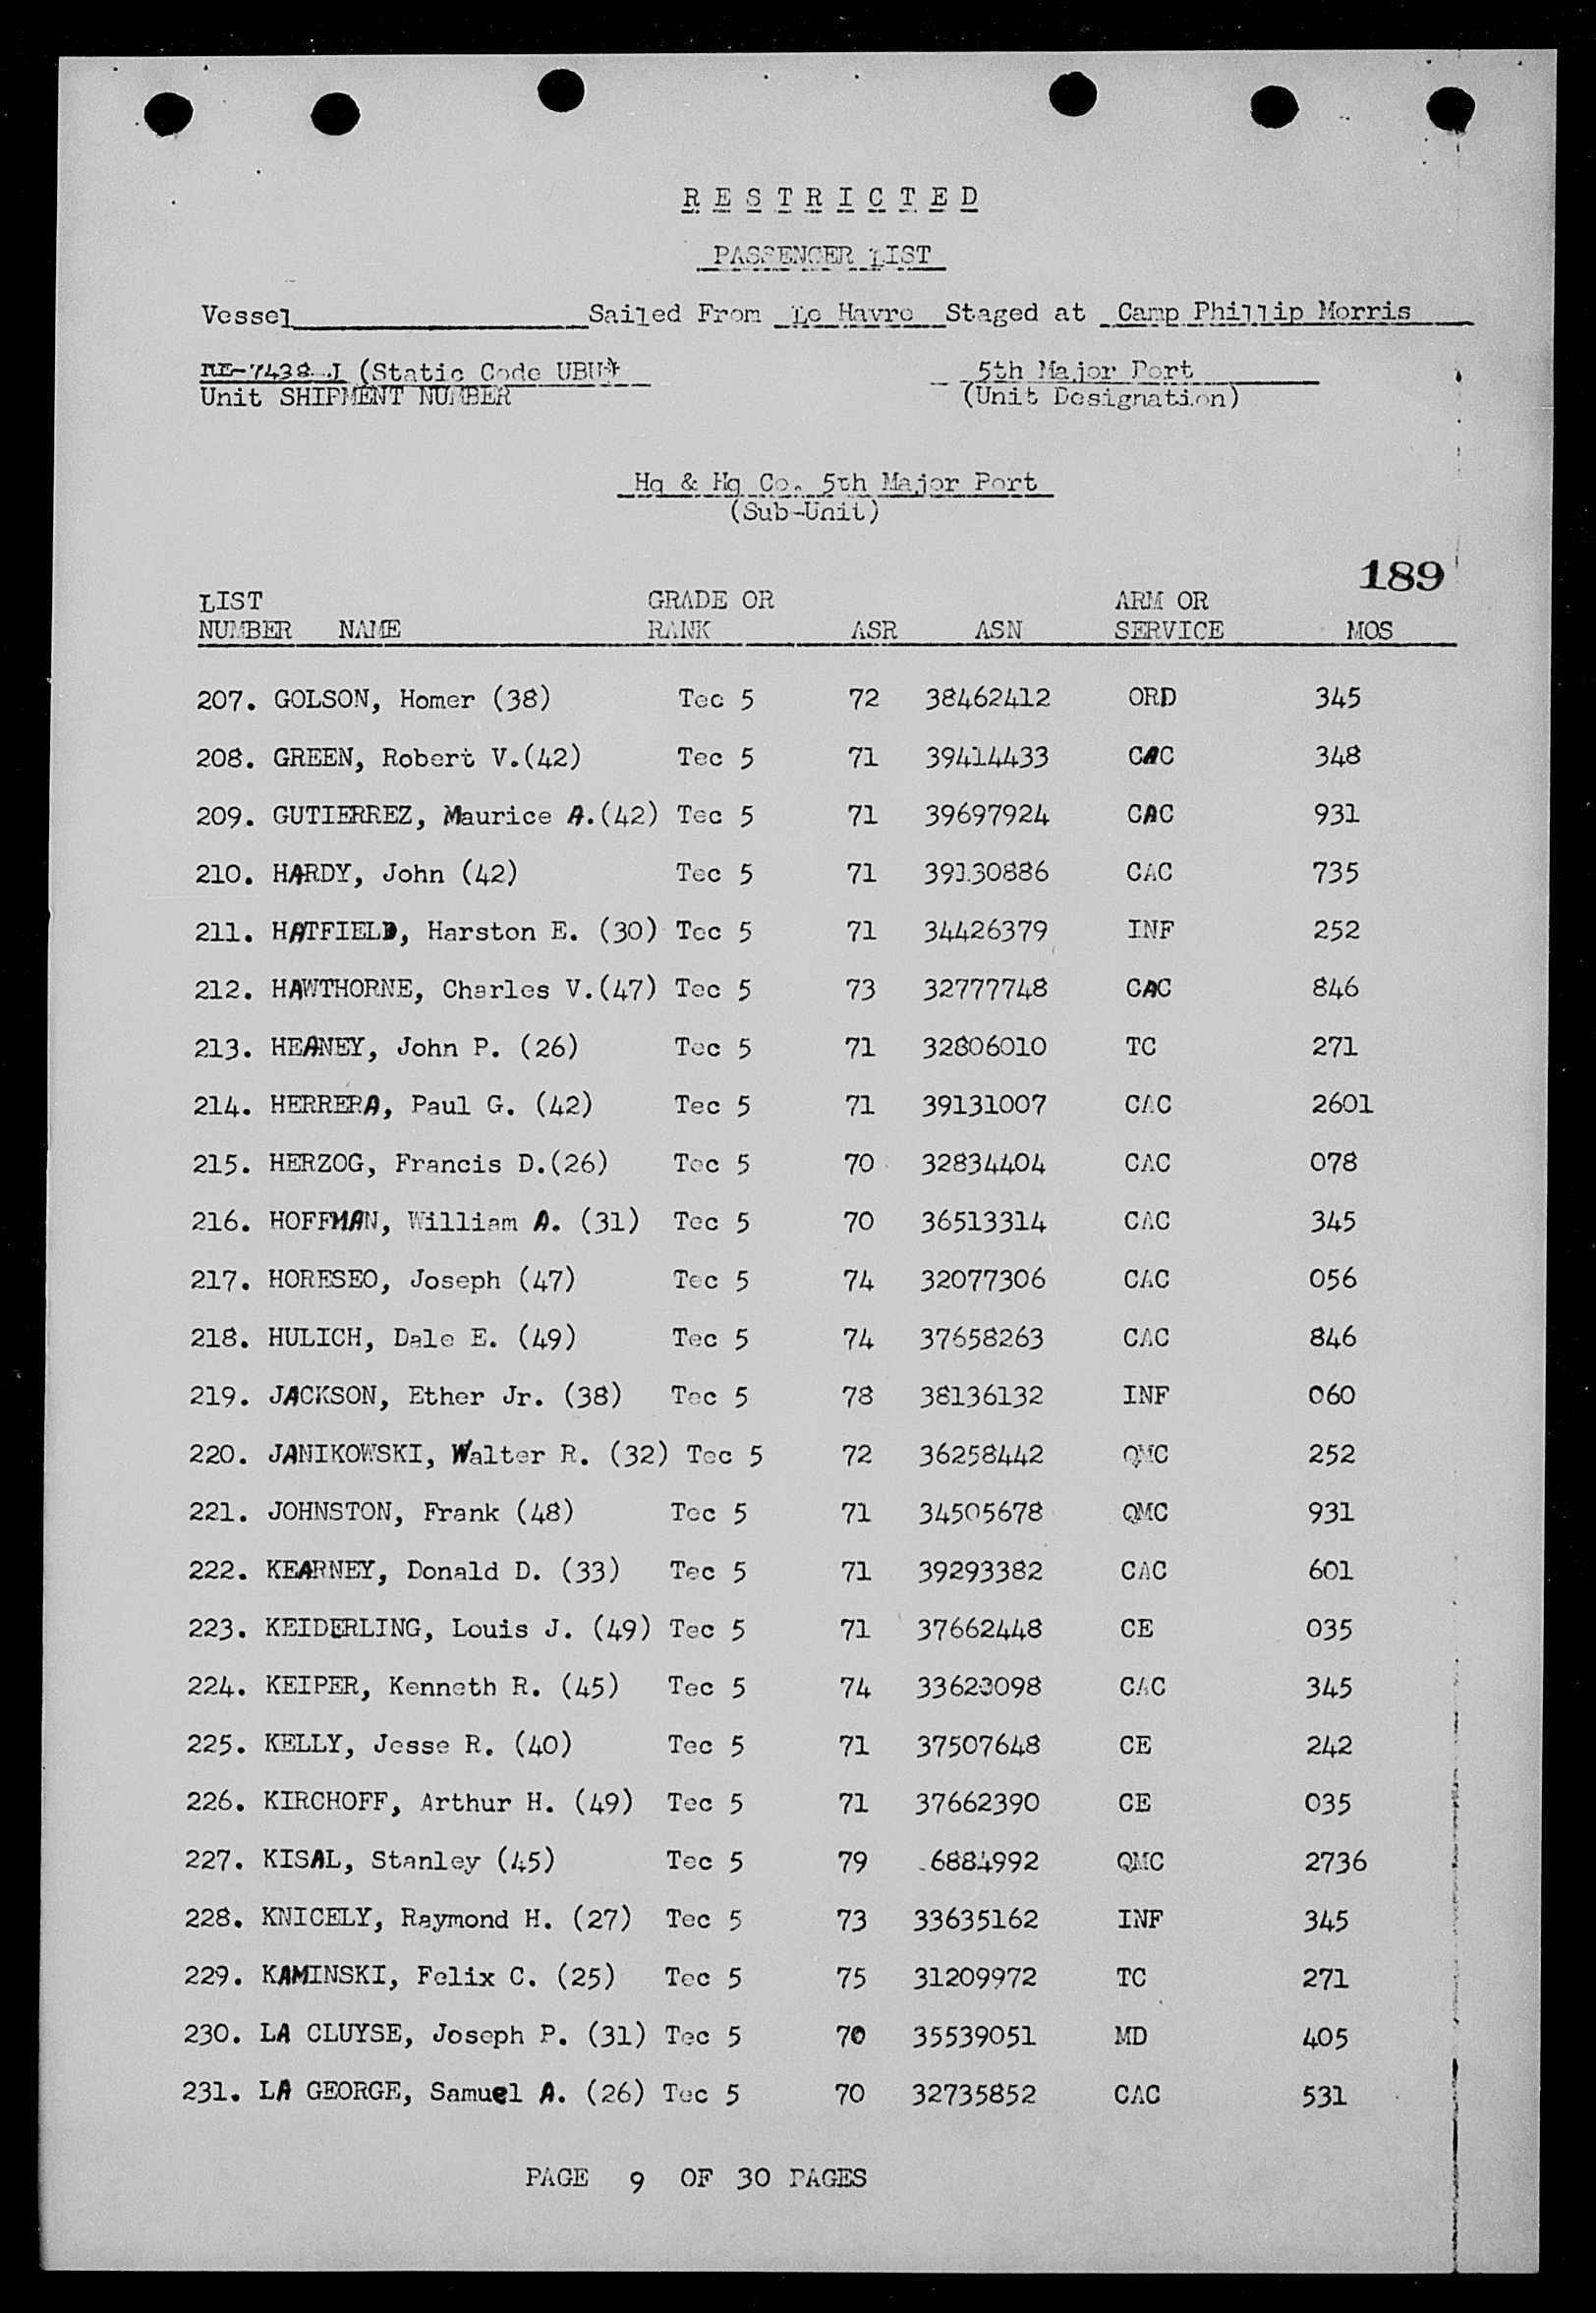 RESTRICTED
PASSENGER LIST
Vessel Sailed From Le Havre Staged at Camp Phillip Morris
RE-7438 J (Static Code UBU) 5th Major Port
Unit SHIPMENT NUMBER (Unit Designation)
Hq & Hq Co. 5th Major Port
(Sub-Unit)
189
LIST GRADE OR ARM OR
NUMBER NAME RANK ASR ASN SERVICE MOS
207. GOLSON, Homer (38) Tec 5 72 38462412 ORD 345
208. GREEN, Robert V.(42) Tec 5 71 39414433 CAC 348
209. GUTIERREZ, Maurice A.(42) Tec 5 71 39697924 CAC 931
210. HARDY, John (42) Tec 5 71 39130886 CAC 735
211. HATFIELD, Harston E. (30) Tec 5 71 34426379 INF 252
212. HAWTHORNE, Charles V.(47) Tec 5 73 32777748 CAC 846
213. HEANEY, John P. (26) Tec 5 71 32806010 TC 271
214. HERRERA, Paul G. (42) Tec 5 71 39131007 CAC 2601
215. HERZOG, Francis D.(26) Tec 5 70 32834404 CAC 078
216. HOFFMAN, William A. (31) Tec 5 70 36513314 CAC 345
217. HORESEO, Joseph (47) Tec 5 74 32077306 CAC 056
218. HULICH, Dale E. (49) Tec 5 74 37658263 CAC 846
219. JACKSON, Ether Jr. (38) Tec 5 78 38136132 INF 060
220. JANIKOWSKI, Walter R. (32) Tec 5 72 36258442 QMC 252
221. JOHNSTON, Frank (48) Tec 5 71 34505678 QMC 931
222. KEARNEY, Donald D. (33) Tec 5 71 39293382 CAC 601
223. KEIDERLING, Louis J. (49) Tec 5 71 37662448 CE 035
224. KEIPER, Kenneth R. (45) Tec 5 74 CAC 345
225. KELLY, Jesse R. (40) Tec 5 71 37507648 CE 242
226. KIRCHOFF, Arthur H. (49) Tec 5 71 37662390 CE 035
227. KISAL, Stanley (45) Tec 5 79 6884992 QMC 2736
228. KNICELY, Raymond H. (27) Tec 5 73 33635162 INF 345
229. KAMINSKI, Felix C. (25) Tec 5 75 31209972 TC 271
230. LA CLUYSE, Joseph P. (31) Tec 5 70 35539051 MD 405
231. LA GEORGE, Samuel A. (26) Tec 5 70 32735852 CAC 531
PAGE 9 OF 30 PAGES